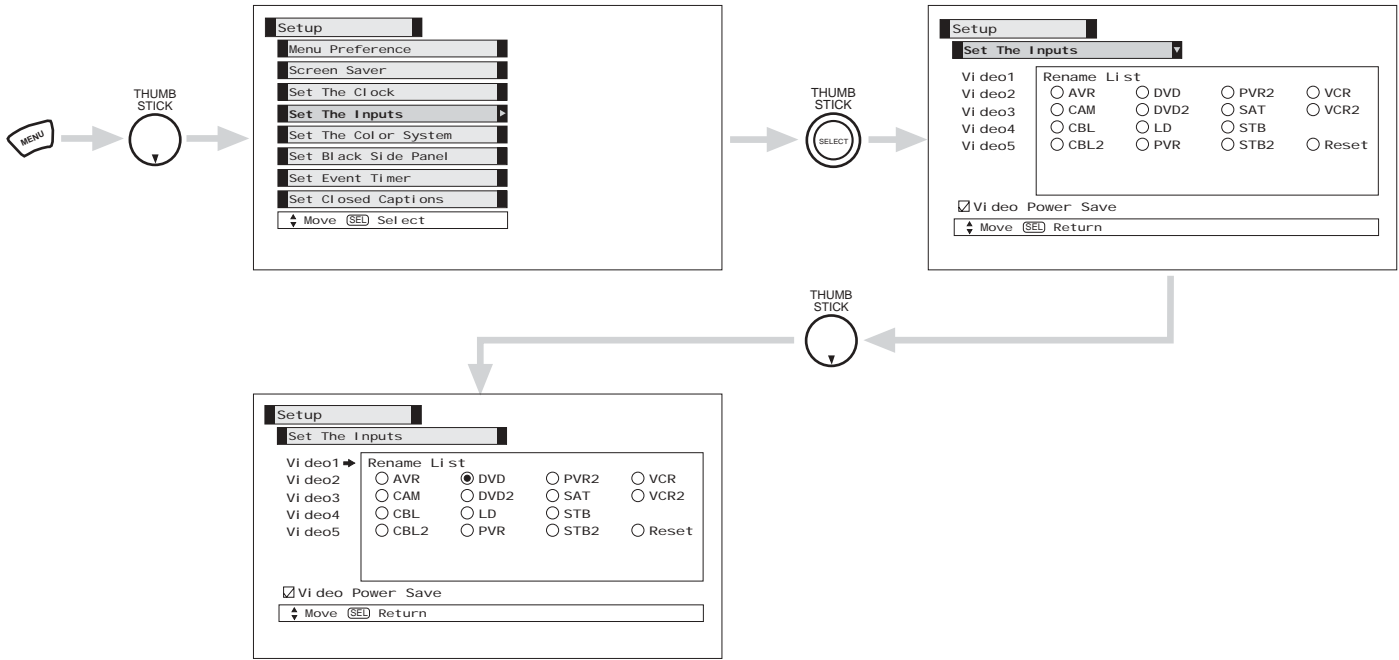 MENU
THUMB
STICK
Setup
Menu Preference
Screen Saver
Set The Clock
Set The Inputs
Set The Color System
Set Black Side Panel
Set Event Timer
Set Closed Captions
Move SEL Select
THUMB
STICK
SELECT
Setup
Set The Inputs
Video1
Video2
Video3
Video4
Video5
Rename List
AVR DVD PVR2 VCR
CAM DVD2 SAT VCR2
CBL LD STB
CBL2 PVR STB2 Reset
Video Power Save
Move SEL Return
THUMB
STICK
Setup
Set The Inputs
Video1
Video2
Video3
Video4
Video5
Rename List
AVR DVD PVR2 VCR
CAM DVD2 SAT VCR2
CBL LD STB
CBL2 PVR STB2 Reset
Video Power Save
Move SEL Return